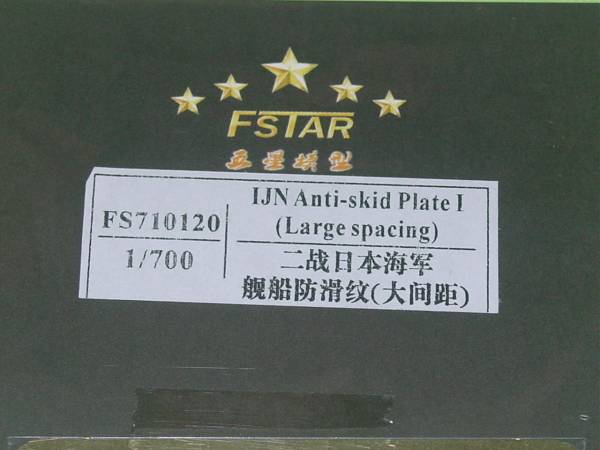 FSTAR
五星模型
FS710120
1/700
IJN Anti-skid Plate I
(Large spacing)
二战日本海军
舰船防滑纹(大间距)